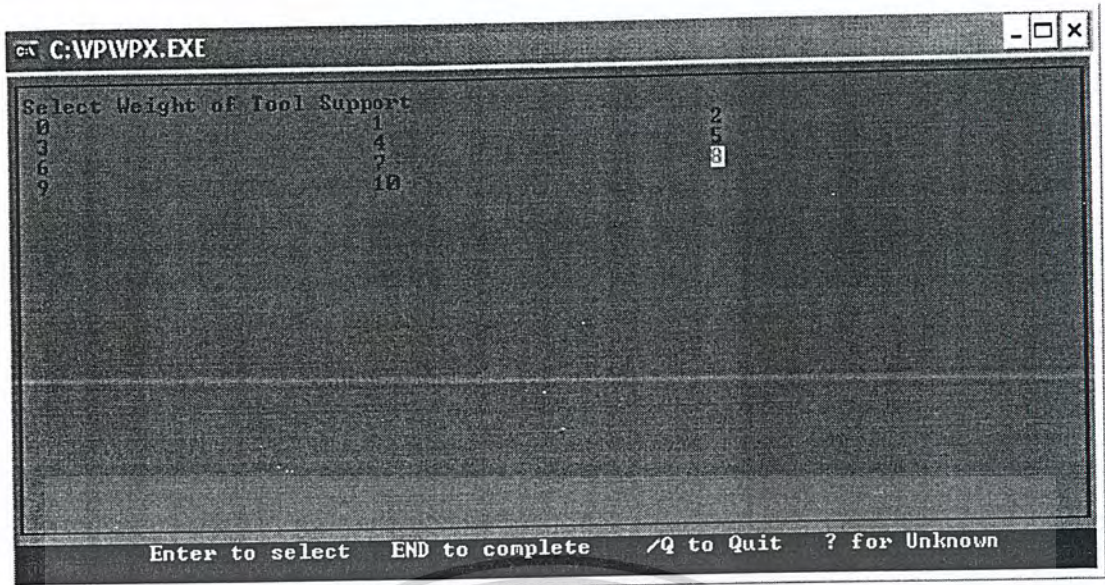 C:\VP\VPX.EXE
Select Weight of Tool Support
0 1 2
3 4 5
6 7 8
9 10
Enter to select END to complete /Q to Quit ? for Unknown